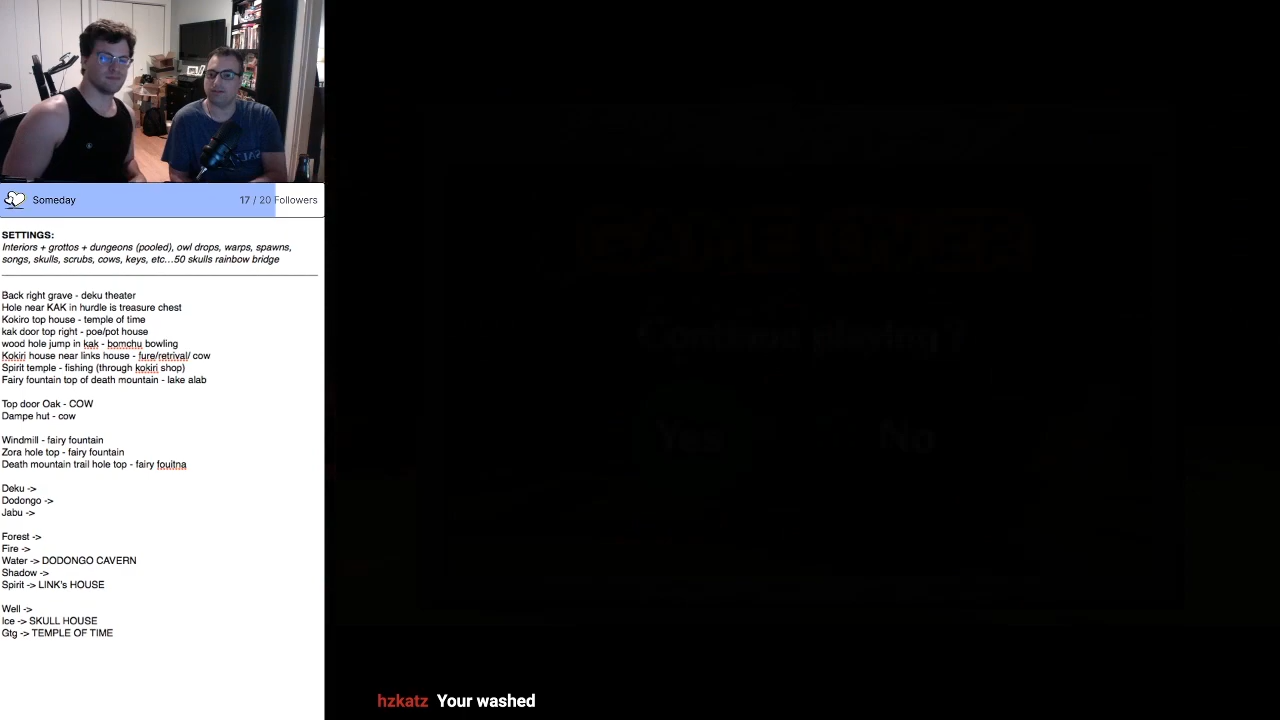 Someday 17 / 20 Followers
SETTINGS:
Interiors + grottos + dungeons (pooled), owl drops, warps, spawns,
songs, skulls, scrubs, cows, keys, etc...50 skulls rainbow bridge
Back right grave - deku theater
Hole near KAK in hurdle is treasure chest
Kokiro top house - temple of time
kak door top right - poe/pot house
wood hole jump in kak - bomchu bowling
Kokiri house near links house - fure/retrival/ cow
Spirit temple - fishing (through kokiri shop)
Fairy fountain top of death mountain - lake alab
Top door Oak - COW
Dampe hut - cow
Windmill - fairy fountain
Zora hole top - fairy fountain
Death mountain trail hole top - fairy fouitna
Deku ->
Dodongo ->
Jabu ->
Forest ->
Fire ->
Water -> DODONGO CAVERN
Shadow ->
Spirit -> LINK's HOUSE
Well ->
Ice -> SKULL HOUSE
Gtg -> TEMPLE OF TIME
Continue playing?
Yes No
hzkatz Your washed